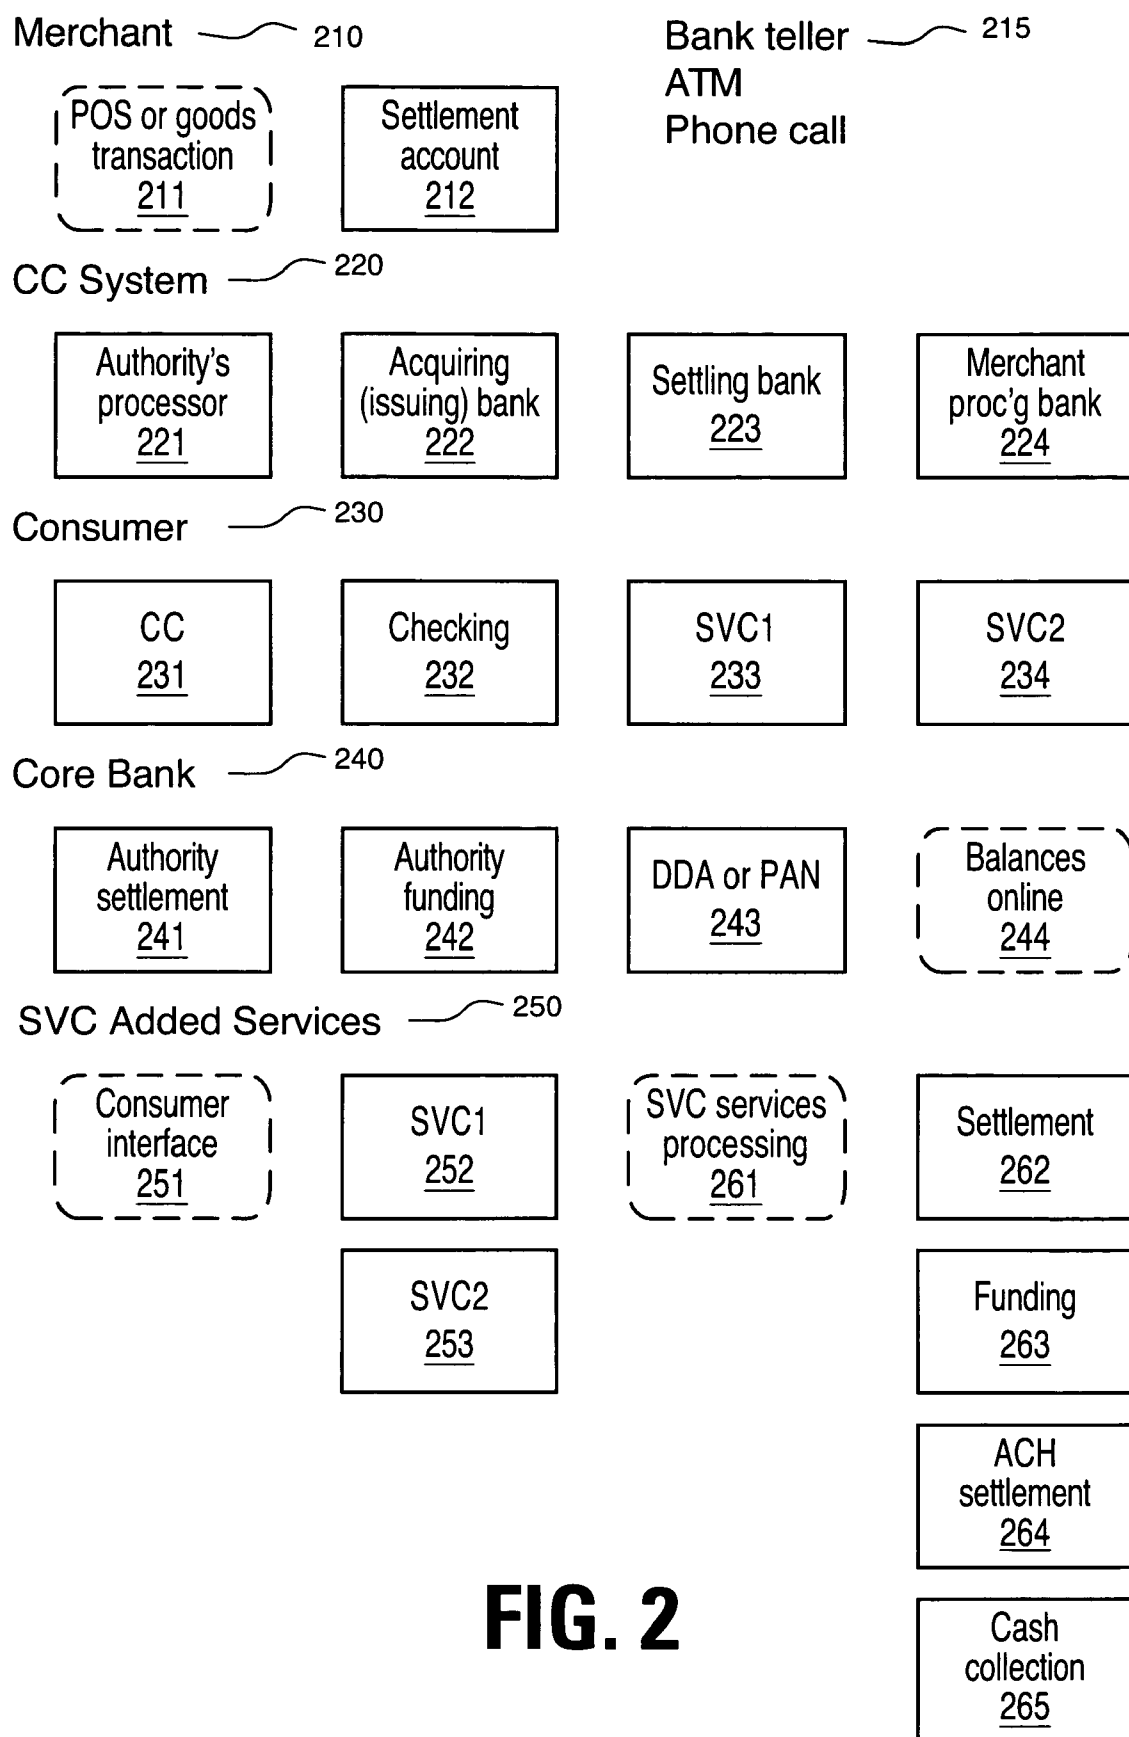 Merchant 210
Bank teller 215
ATM
Phone call
POS or goods
transaction
211
Settlement
account
212
CC System 220
Authority's
processor
221
Acquiring
(issuing) bank
222
Settling bank
223
Merchant
proc'g bank
224
Consumer 230
CC
231
Checking
232
SVC1
233
SVC2
234
Core Bank 240
Authority
settlement
241
Authority
funding
242
DDA or PAN
243
Balances
online
244
SVC Added Services 250
Consumer
interface
251
SVC1
252
SVC services
processing
261
Settlement
262
SVC2
253
Funding
263
ACH
settlement
264
Cash
collection
265
FIG. 2